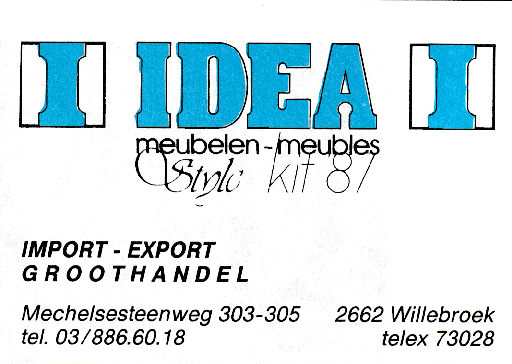 I IDEA I
meubelen - meubles
Style kit 87
IMPORT - EXPORT
GROOTHANDEL
Mechelsesteenweg 303-305 2662 Willebroek
tel. 03/886.60.18 telex 73028